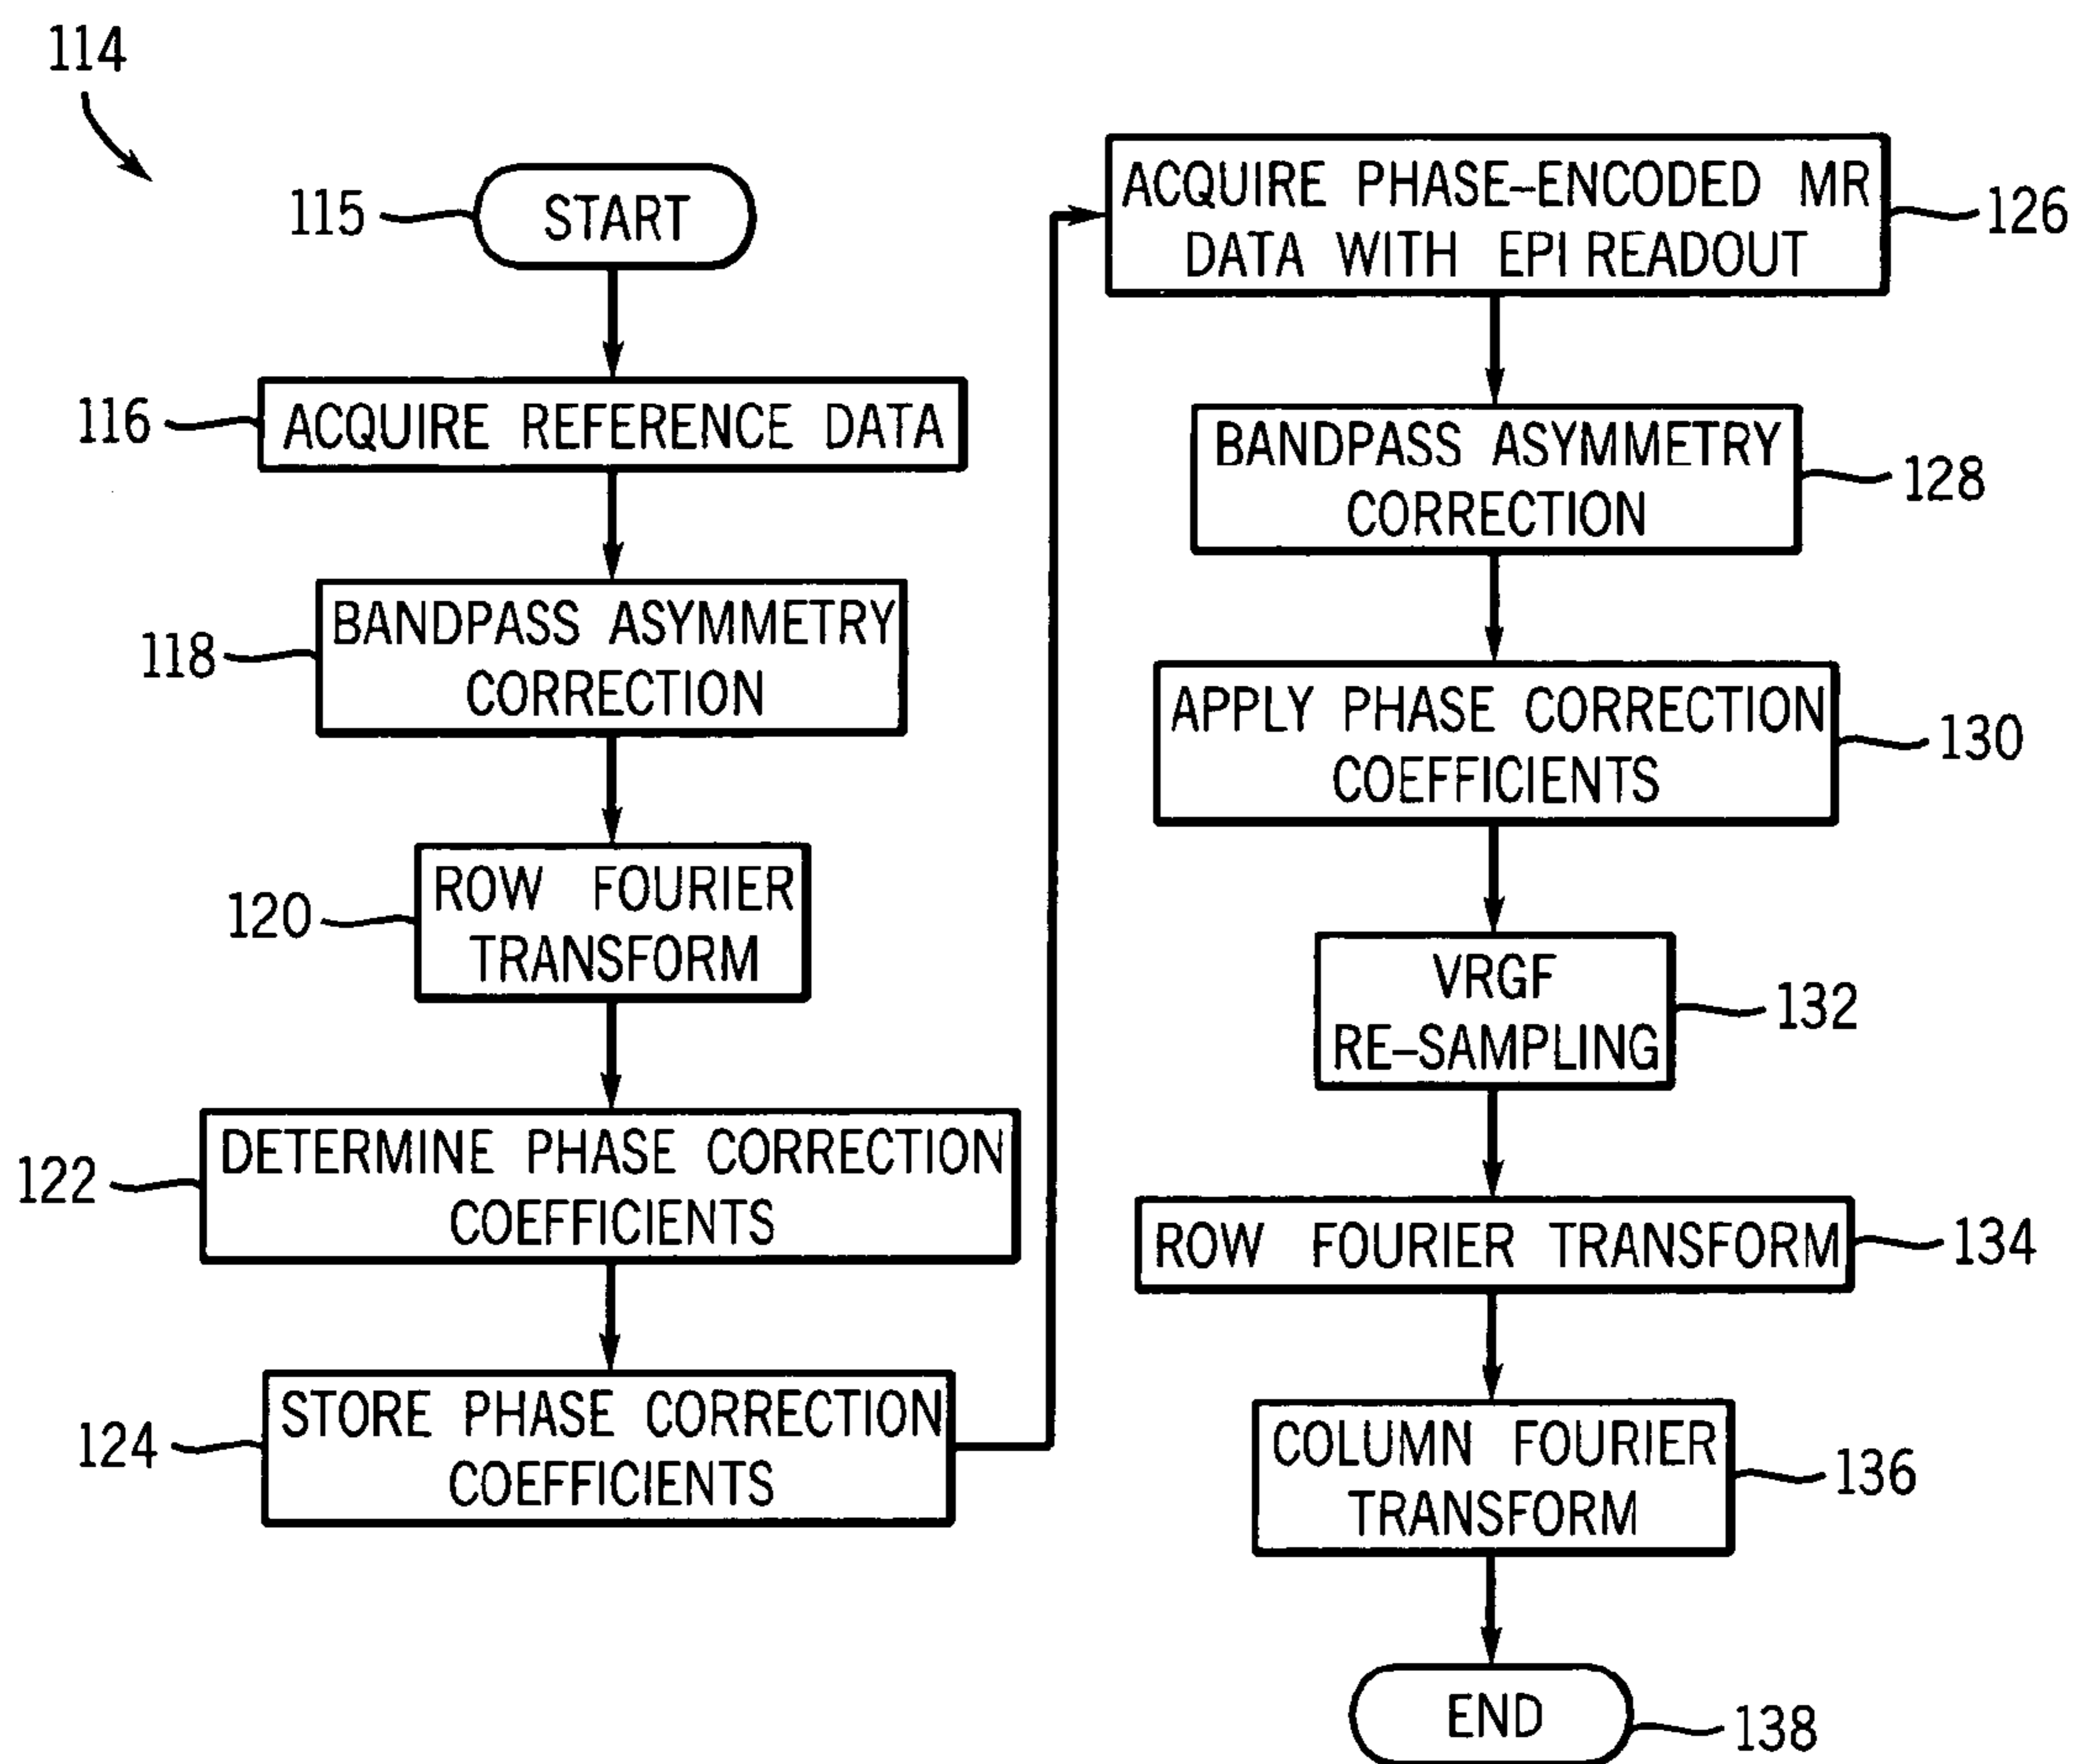 114
115
START
116
ACQUIRE REFERENCE DATA
118
BANDPASS ASYMMETRY
CORRECTION
120
ROW FOURIER
TRANSFORM
122
DETERMINE PHASE CORRECTION
COEFFICIENTS
124
STORE PHASE CORRECTION
COEFFICIENTS
ACQUIRE PHASE-ENCODED MR
DATA WITH EPI READOUT
126
BANDPASS ASYMMETRY
CORRECTION
128
APPLY PHASE CORRECTION
COEFFICIENTS
130
VRGF
RE-SAMPLING
132
ROW FOURIER TRANSFORM
134
COLUMN FOURIER
TRANSFORM
136
END
138